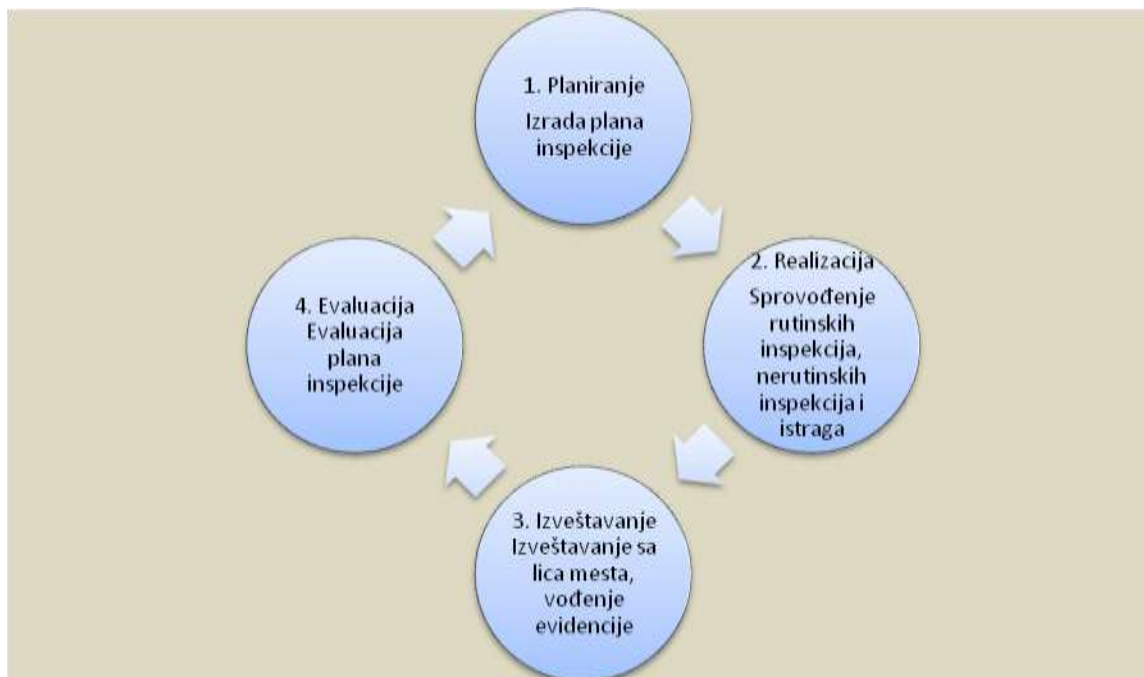 1. Planiranje
Izrada plana
inspekcije
2. Realizacija
Sprovođenje
rutinskih
inspekcija,
nerutinskih
inspekcija i
istraga
3. Izveštavanje
Izveštavanje sa
lica mesta,
vođenje
evidencije
4. Evaluacija
Evaluacija
plana
inspekcije